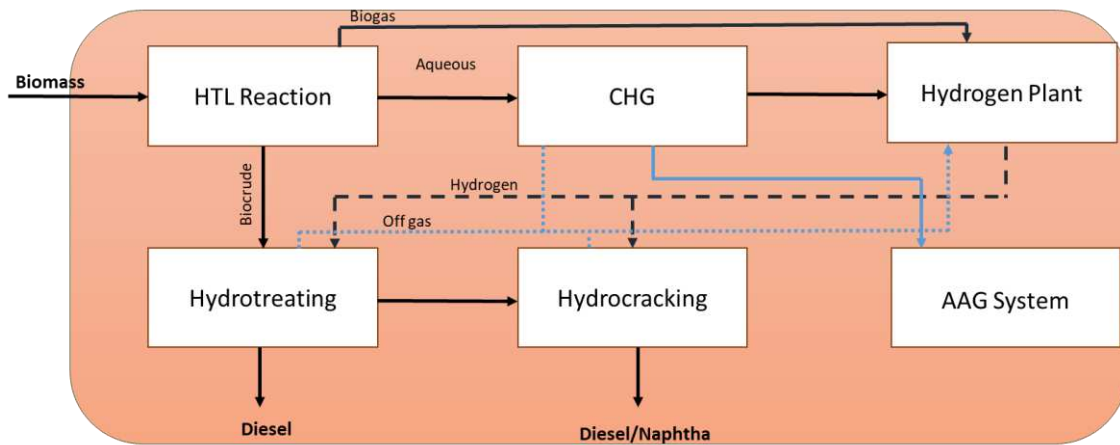 Biogas
Biomass
HTL Reaction
Aqueous
CHG
Hydrogen Plant
Biocrude
Hydrogen
Off gas
Hydrotreating
Hydrocracking
AAG System
Diesel
Diesel/Naphtha